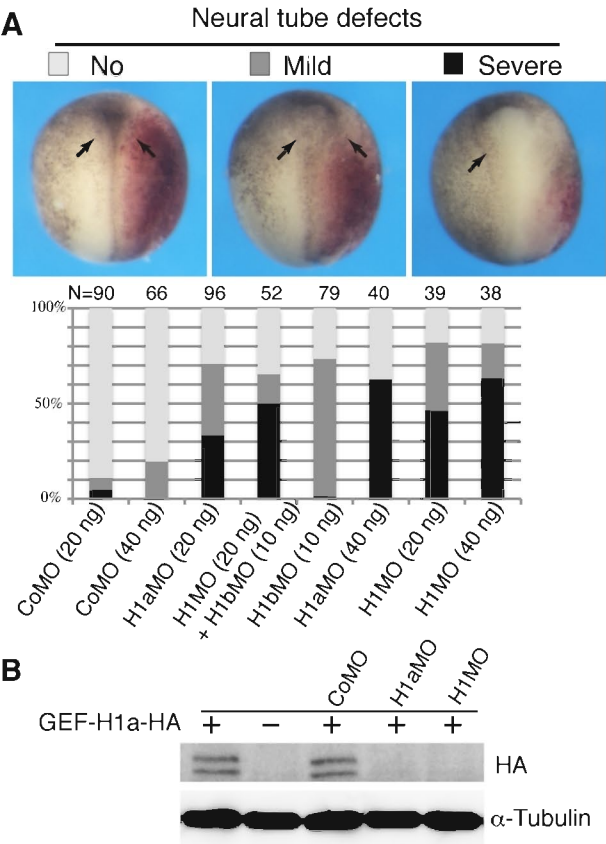 A
Neural tube defects
No Mild Severe
N=90 66 96 52 79 40 39 38
100%
50%
0%
CoMO (20 ng)
CoMO (40 ng)
H1aMO (20 ng)
H1MO (20 ng)
+ H1bMO (10 ng)
H1bMO (10 ng)
H1aMO (40 ng)
H1MO (20 ng)
H1MO (40 ng)
B
CoMO H1aMO H1MO
GEF-H1a-HA + − + + +
HA
α-Tubulin